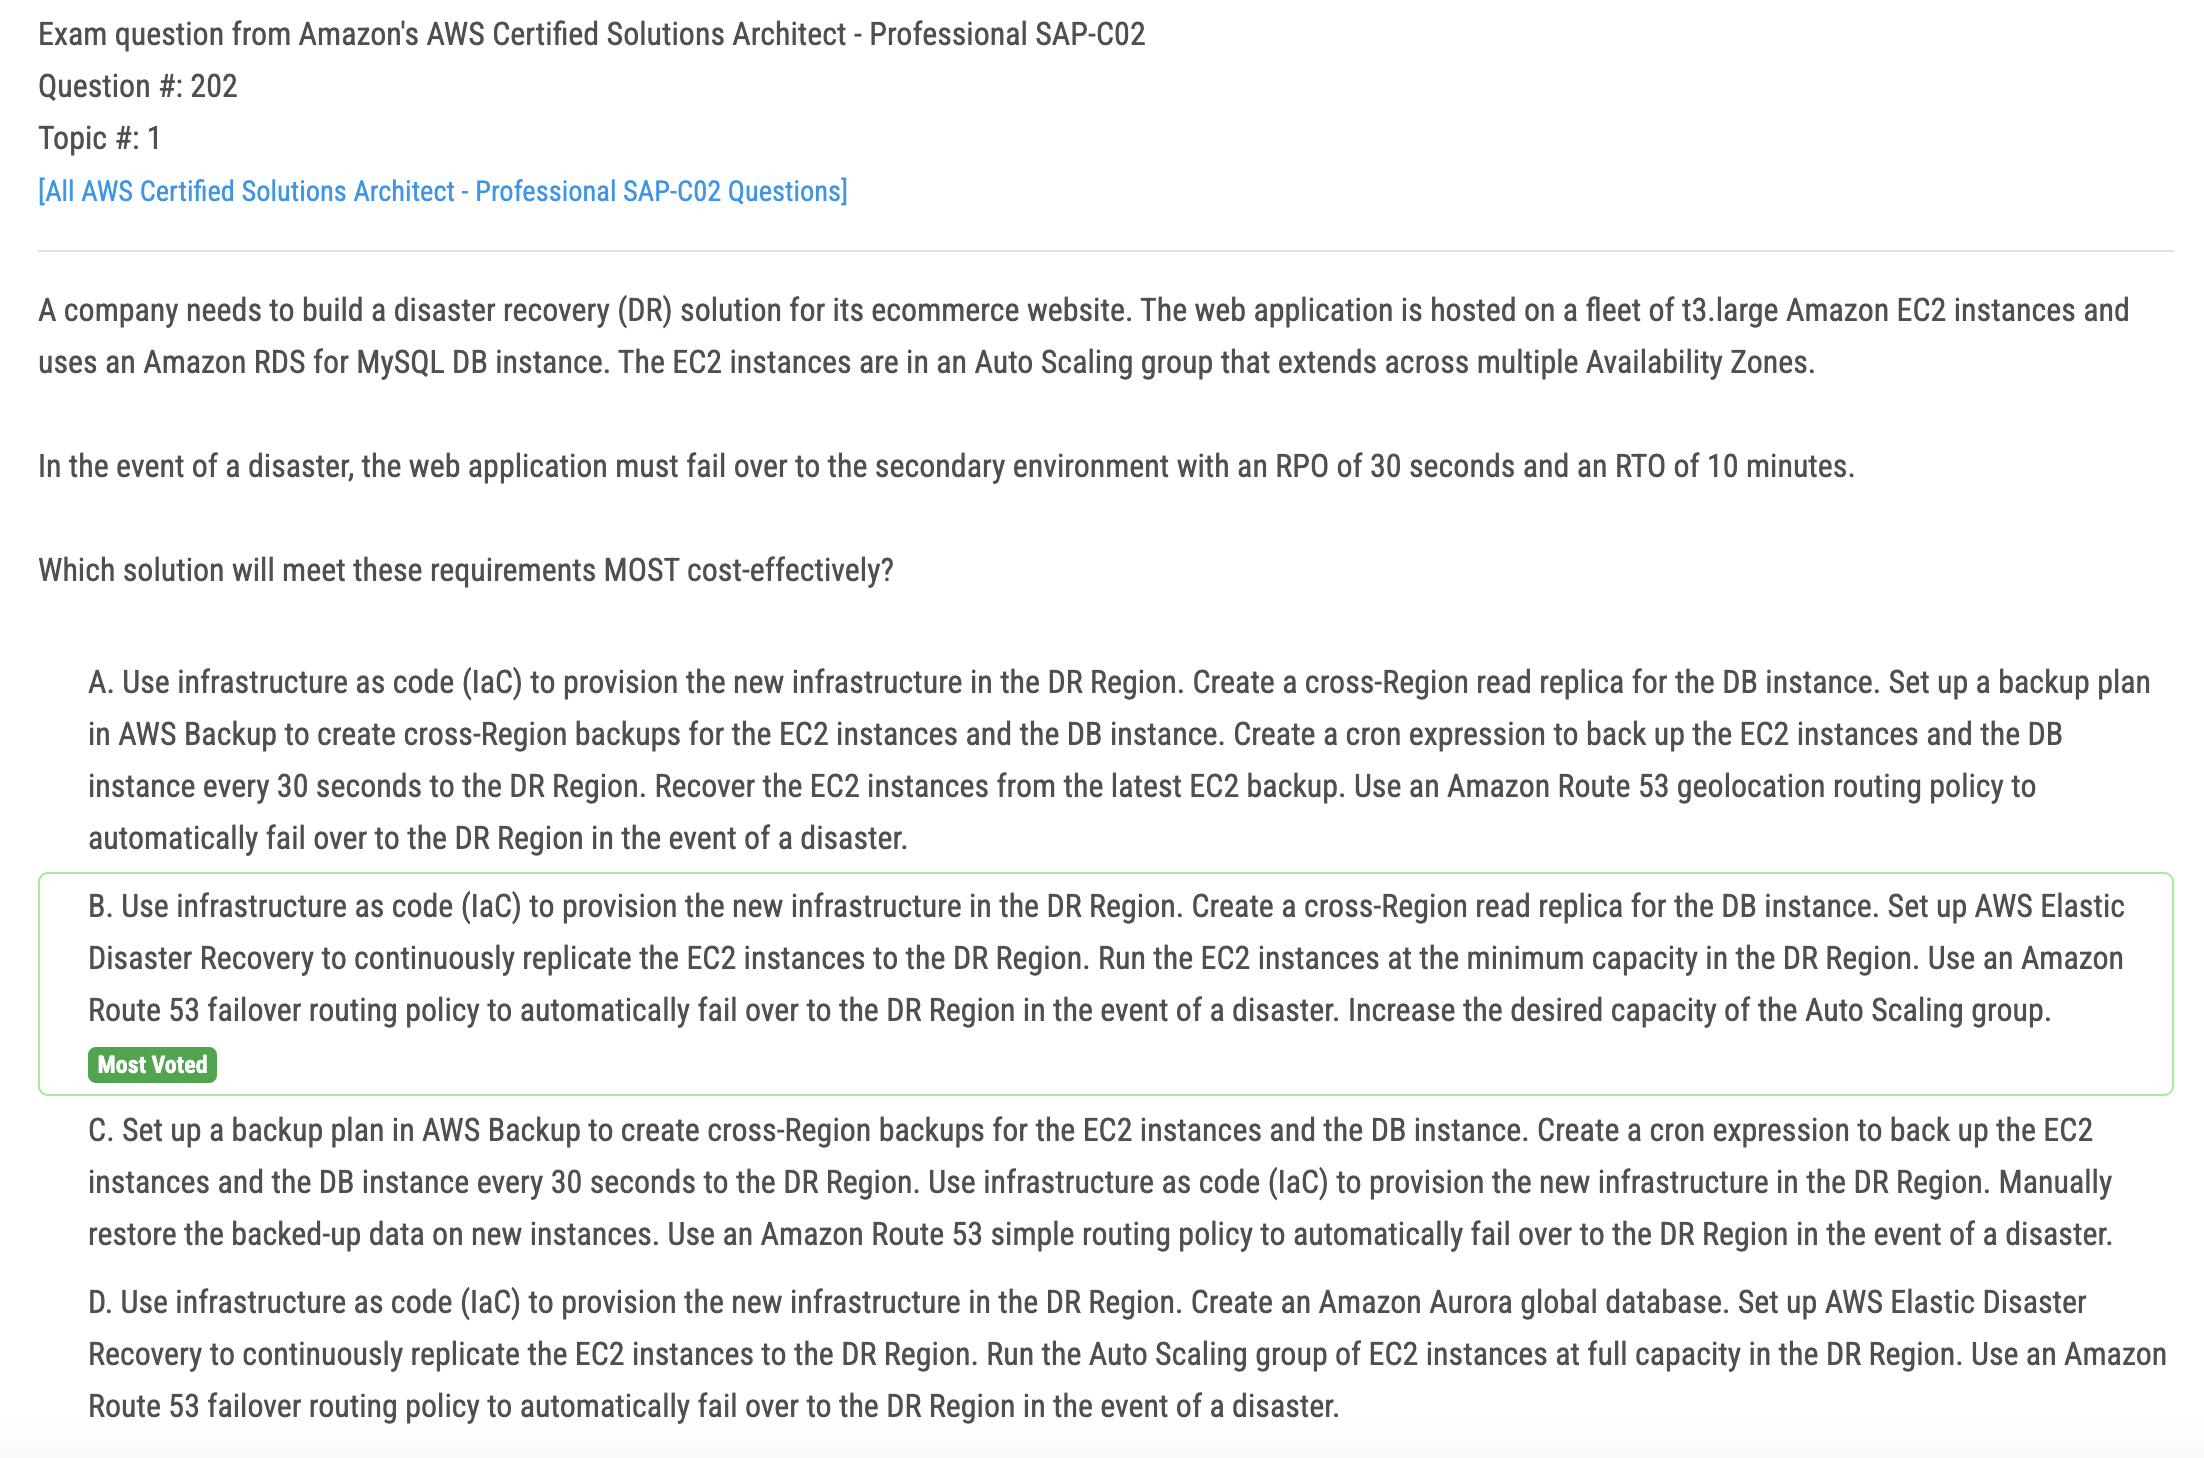 Exam question from Amazon's AWS Certified Solutions Architect - Professional SAP-C02
Question #: 202
Topic #: 1
[All AWS Certified Solutions Architect - Professional SAP-C02 Questions]
A company needs to build a disaster recovery (DR) solution for its ecommerce website. The web application is hosted on a fleet of t3.large Amazon EC2 instances and
uses an Amazon RDS for MySQL DB instance. The EC2 instances are in an Auto Scaling group that extends across multiple Availability Zones.
In the event of a disaster, the web application must fail over to the secondary environment with an RPO of 30 seconds and an RTO of 10 minutes.
Which solution will meet these requirements MOST cost-effectively?
A. Use infrastructure as code (IaC) to provision the new infrastructure in the DR Region. Create a cross-Region read replica for the DB instance. Set up a backup plan
in AWS Backup to create cross-Region backups for the EC2 instances and the DB instance. Create a cron expression to back up the EC2 instances and the DB
instance every 30 seconds to the DR Region. Recover the EC2 instances from the latest EC2 backup. Use an Amazon Route 53 geolocation routing policy to
automatically fail over to the DR Region in the event of a disaster.
B. Use infrastructure as code (IaC) to provision the new infrastructure in the DR Region. Create a cross-Region read replica for the DB instance. Set up AWS Elastic
Disaster Recovery to continuously replicate the EC2 instances to the DR Region. Run the EC2 instances at the minimum capacity in the DR Region. Use an Amazon
Route 53 failover routing policy to automatically fail over to the DR Region in the event of a disaster. Increase the desired capacity of the Auto Scaling group.
Most Voted
C. Set up a backup plan in AWS Backup to create cross-Region backups for the EC2 instances and the DB instance. Create a cron expression to back up the EC2
instances and the DB instance every 30 seconds to the DR Region. Use infrastructure as code (IaC) to provision the new infrastructure in the DR Region. Manually
restore the backed-up data on new instances. Use an Amazon Route 53 simple routing policy to automatically fail over to the DR Region in the event of a disaster.
D. Use infrastructure as code (IaC) to provision the new infrastructure in the DR Region. Create an Amazon Aurora global database. Set up AWS Elastic Disaster
Recovery to continuously replicate the EC2 instances to the DR Region. Run the Auto Scaling group of EC2 instances at full capacity in the DR Region. Use an Amazon
Route 53 failover routing policy to automatically fail over to the DR Region in the event of a disaster.